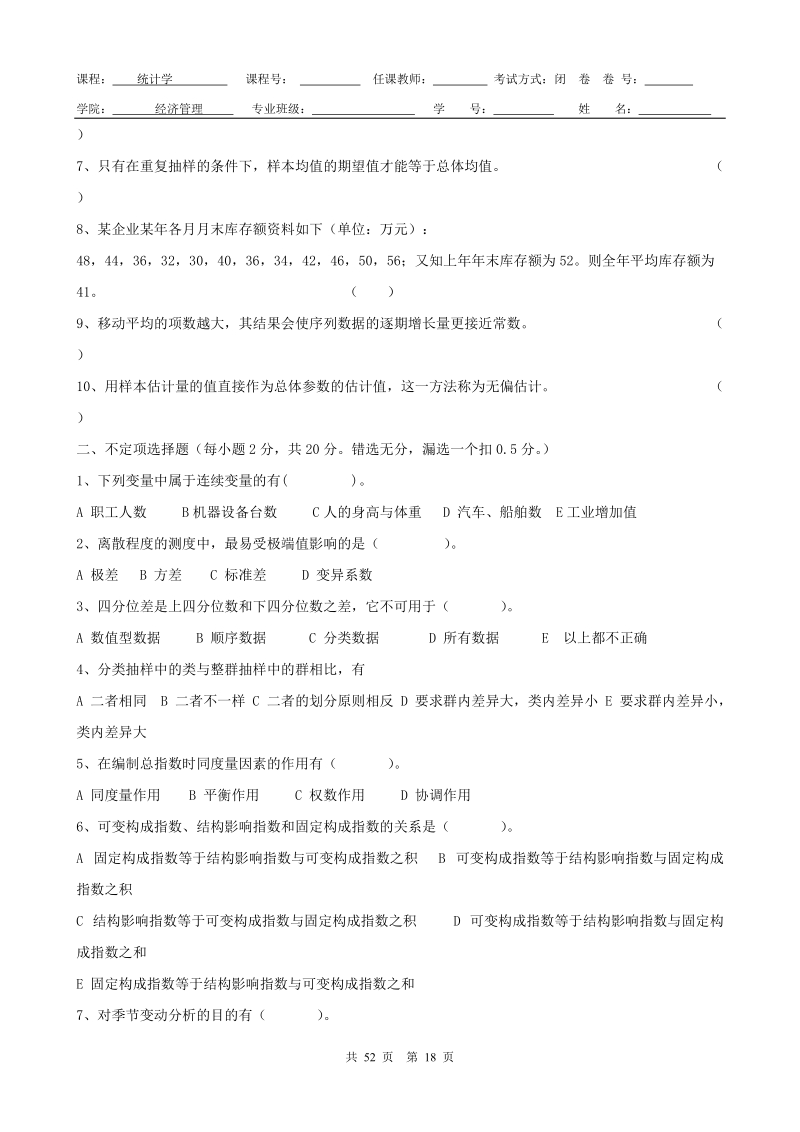 课程： 统计学 课程号： 任课教师： 考试方式：闭 卷 卷 号：
学院： 经济管理 专业班级： 学 号： 姓 名：
）
7、只有在重复抽样的条件下，样本均值的期望值才能等于总体均值。 （
）
8、某企业某年各月月末库存额资料如下（单位：万元）：
48，44，36，32，30，40，36，34，42，46，50，56；又知上年年末库存额为 52。则全年平均库存额为
41。 （ ）
9、移动平均的项数越大，其结果会使序列数据的逐期增长量更接近常数。 （
）
10、用样本估计量的值直接作为总体参数的估计值，这一方法称为无偏估计。 （
）
二、不定项选择题（每小题 2 分，共 20 分。错选无分，漏选一个扣 0.5 分。）
1、下列变量中属于连续变量的有( )。
A 职工人数 B 机器设备台数 C 人的身高与体重 D 汽车、船舶数 E 工业增加值
2、离散程度的测度中，最易受极端值影响的是（ ）。
A 极差 B 方差 C 标准差 D 变异系数
3、四分位差是上四分位数和下四分位数之差，它不可用于（ ）。
A 数值型数据 B 顺序数据 C 分类数据 D 所有数据 E 以上都不正确
4、分类抽样中的类与整群抽样中的群相比，有
A 二者相同 B 二者不一样 C 二者的划分原则相反 D 要求群内差异大，类内差异小 E 要求群内差异小，
类内差异大
5、在编制总指数时同度量因素的作用有（ ）。
A 同度量作用 B 平衡作用 C 权数作用 D 协调作用
6、可变构成指数、结构影响指数和固定构成指数的关系是（ ）。
A 固定构成指数等于结构影响指数与可变构成指数之积 B 可变构成指数等于结构影响指数与固定构成
指数之积
C 结构影响指数等于可变构成指数与固定构成指数之积 D 可变构成指数等于结构影响指数与固定构
成指数之和
E 固定构成指数等于结构影响指数与可变构成指数之和
7、对季节变动分析的目的有（ ）。
共 52 页 第 18 页